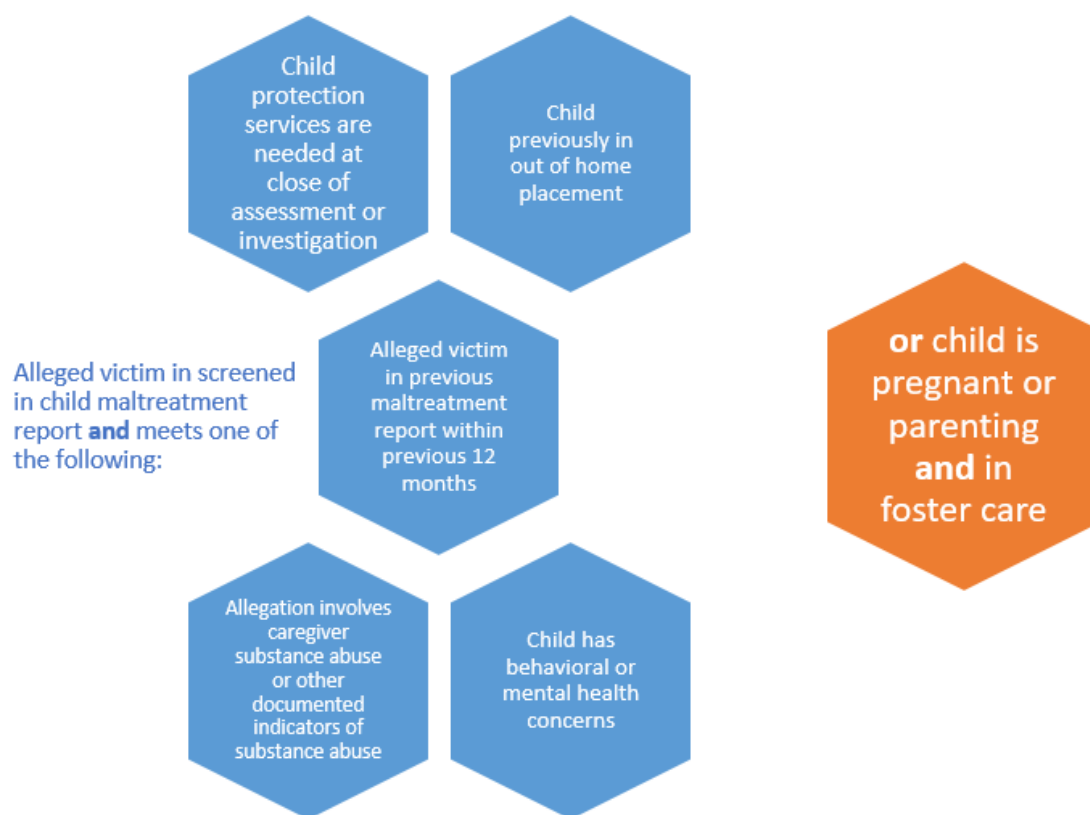 Child
protection
services are
needed at
close of
assessment or
investigation
Child
previously in
out of home
placement
Alleged victim in screened
in child maltreatment
report and meets one of
the following:
Alleged victim
in previous
maltreatment
report within
previous 12
months
or child is
pregnant or
parenting
and in
foster care
Allegation involves
caregiver
substance abuse
or other
documented
indicators of
substance abuse
Child has
behavioral or
mental health
concerns